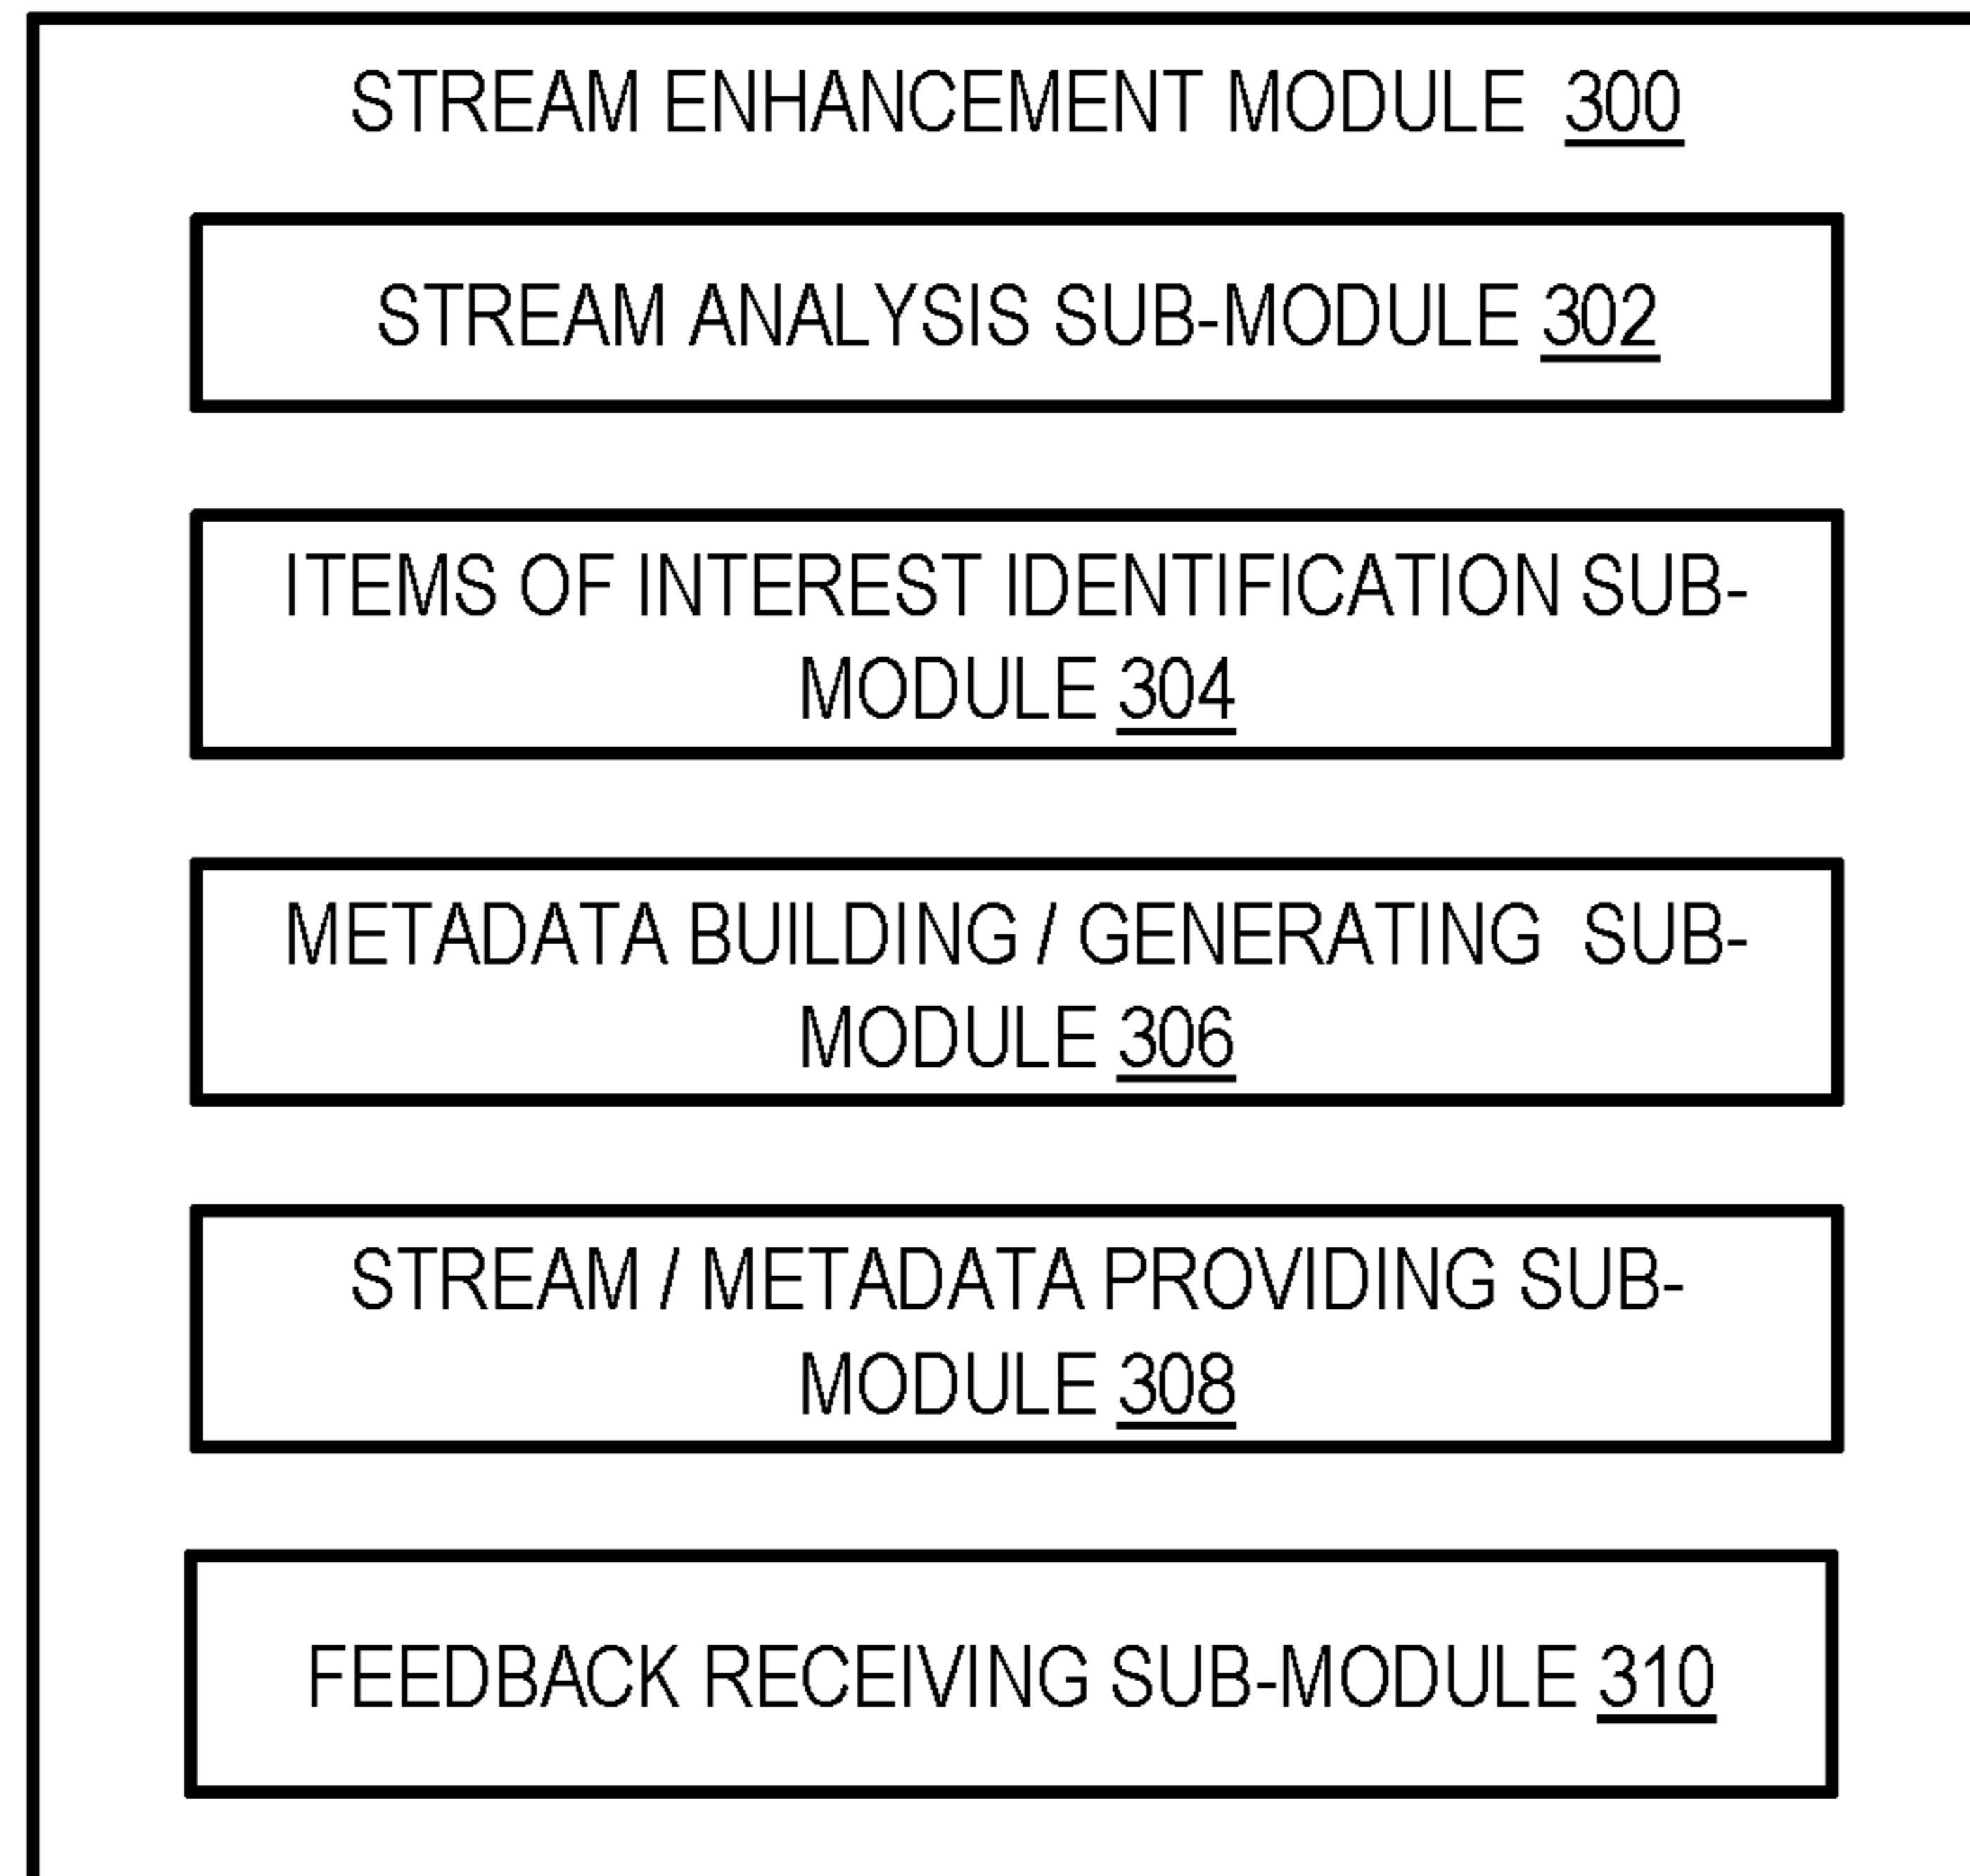 STREAM ENHANCEMENT MODULE 300
STREAM ANALYSIS SUB-MODULE 302
ITEMS OF INTEREST IDENTIFICATION SUB-
MODULE 304
METADATA BUILDING / GENERATING SUB-
MODULE 306
STREAM / METADATA PROVIDING SUB-
MODULE 308
FEEDBACK RECEIVING SUB-MODULE 310